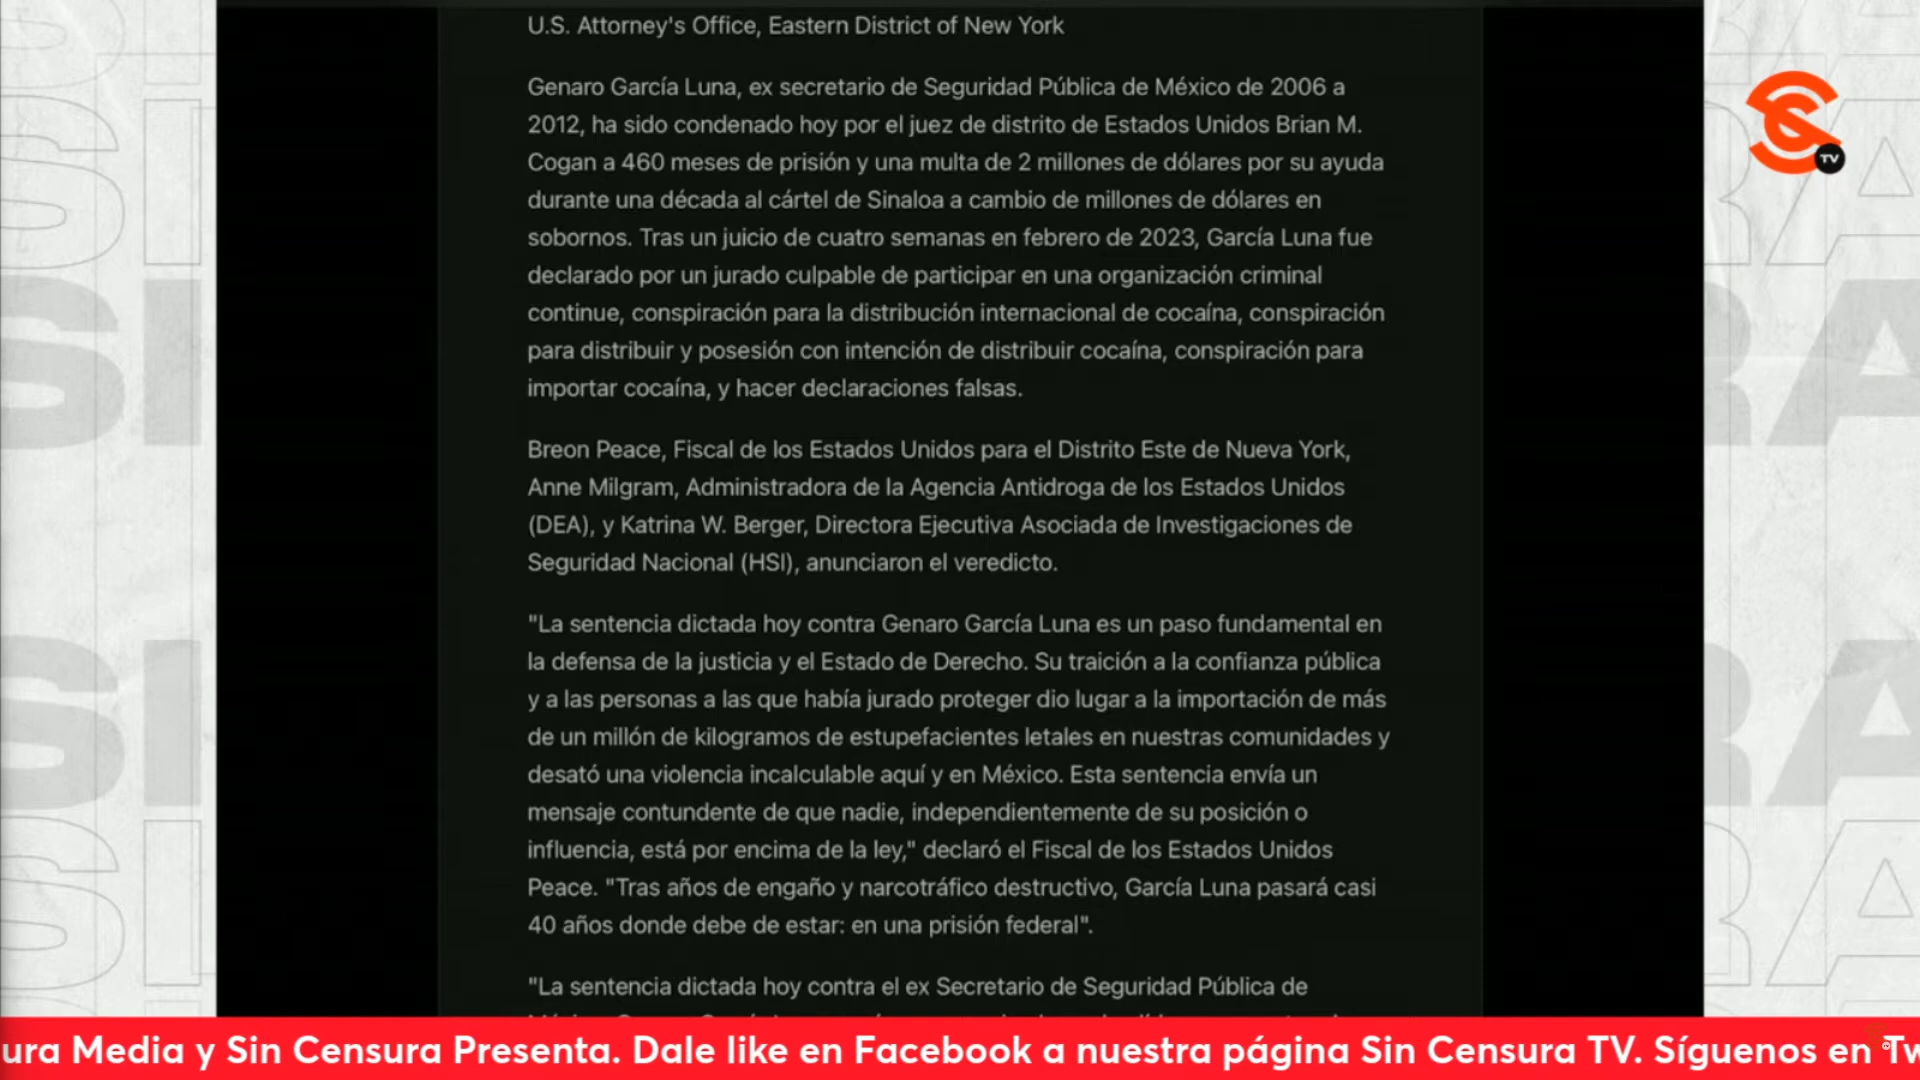 U.S. Attorney's Office, Eastern District of New York
Genaro García Luna, ex secretario de Seguridad Pública de México de 2006 a
2012, ha sido condenado hoy por el juez de distrito de Estados Unidos Brian M.
Cogan a 460 meses de prisión y una multa de 2 millones de dólares por su ayuda
durante una década al cártel de Sinaloa a cambio de millones de dólares en
sobornos. Tras un juicio de cuatro semanas en febrero de 2023, García Luna fue
declarado por un jurado culpable de participar en una organización criminal
continue, conspiración para la distribución internacional de cocaína, conspiración
para distribuir y posesión con intención de distribuir cocaína, conspiración para
importar cocaína, y hacer declaraciones falsas.
Breon Peace, Fiscal de los Estados Unidos para el Distrito Este de Nueva York,
Anne Milgram, Administradora de la Agencia Antidroga de los Estados Unidos
(DEA), y Katrina W. Berger, Directora Ejecutiva Asociada de Investigaciones de
Seguridad Nacional (HSI), anunciaron el veredicto.
"La sentencia dictada hoy contra Genaro García Luna es un paso fundamental en
la defensa de la justicia y el Estado de Derecho. Su traición a la confianza pública
y a las personas a las que había jurado proteger dio lugar a la importación de más
de un millón de kilogramos de estupefacientes letales en nuestras comunidades y
desató una violencia incalculable aquí y en México. Esta sentencia envía un
mensaje contundente de que nadie, independientemente de su posición o
influencia, está por encima de la ley," declaró el Fiscal de los Estados Unidos
Peace. "Tras años de engaño y narcotráfico destructivo, García Luna pasará casi
40 años donde debe de estar: en una prisión federal".
"La sentencia dictada hoy contra el ex Secretario de Seguridad Pública de
TV
ura Media y Sin Censura Presenta. Dale like en Facebook a nuestra página Sin Censura TV. Síguenos en Tw